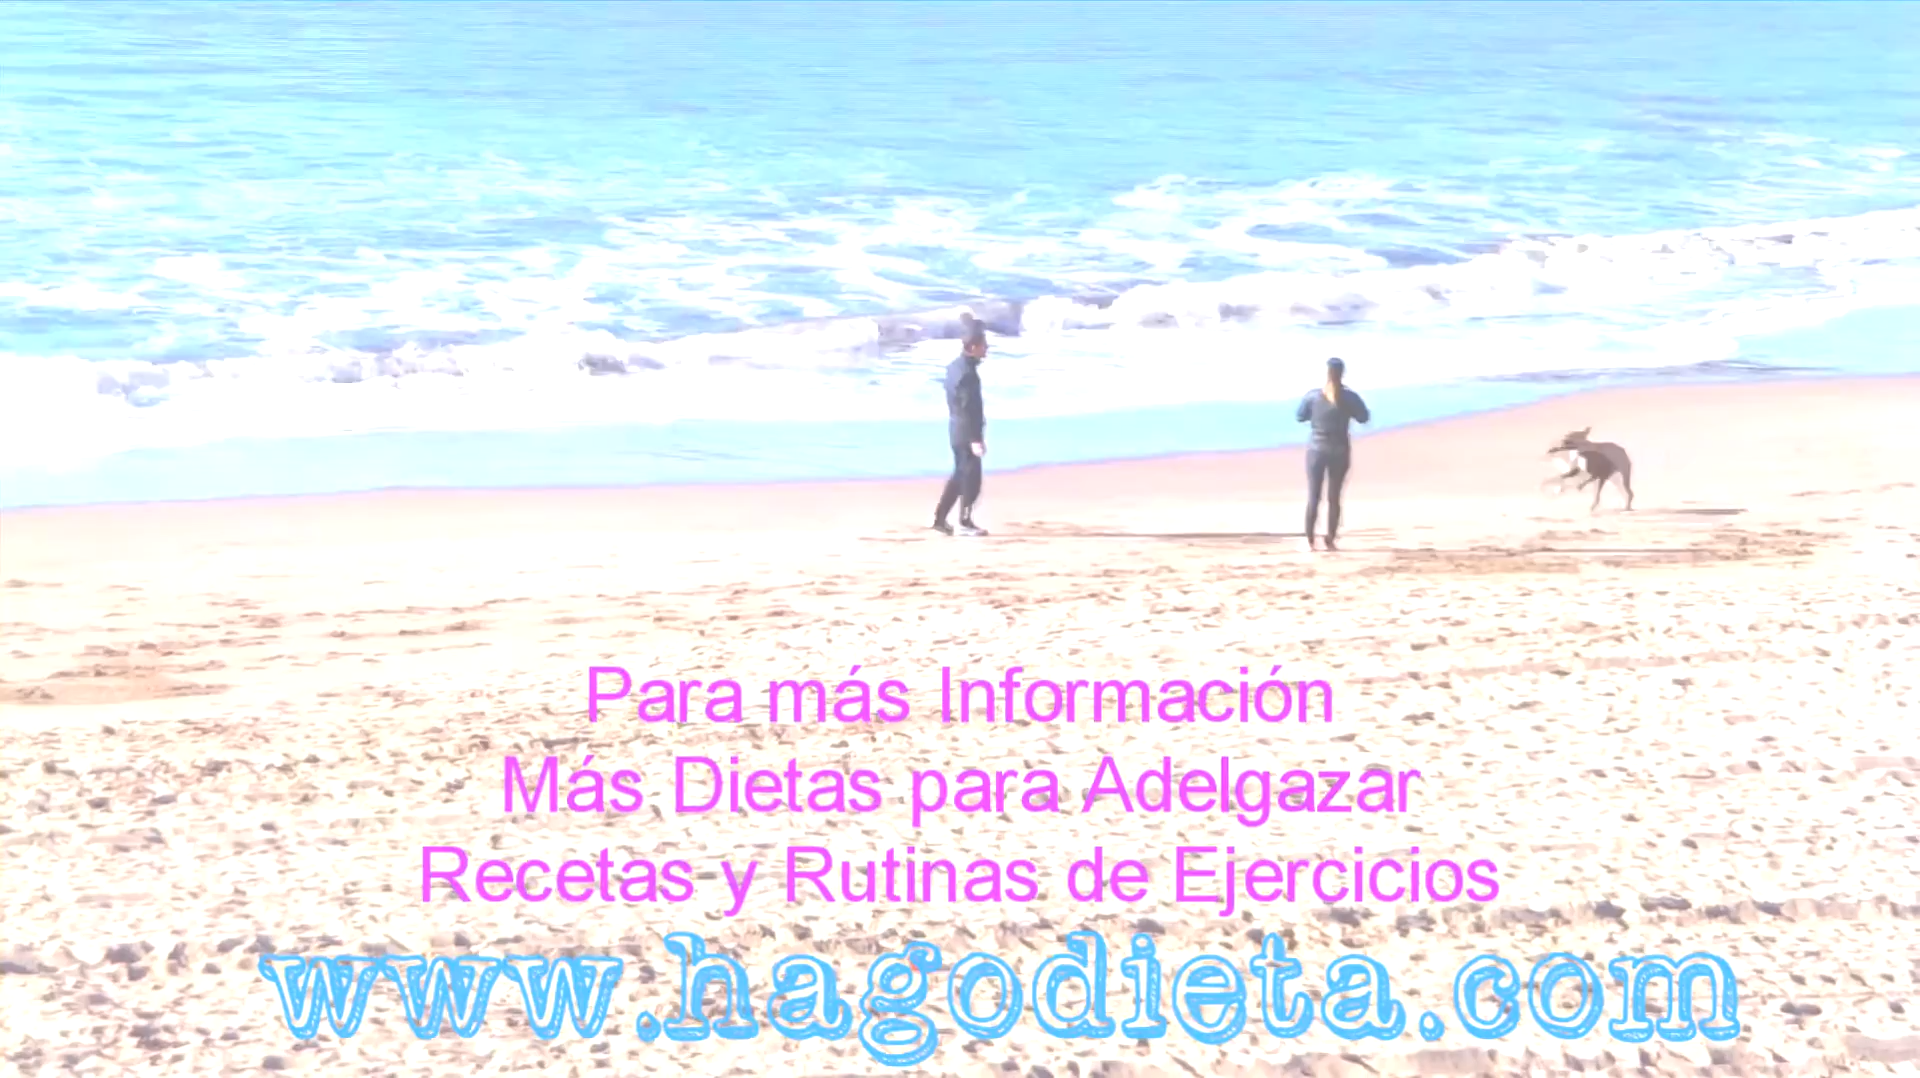 Para más Información
Más Dietas para Adelgazar
Recetas y Rutinas de Ejercicios
www.hagodieta.com